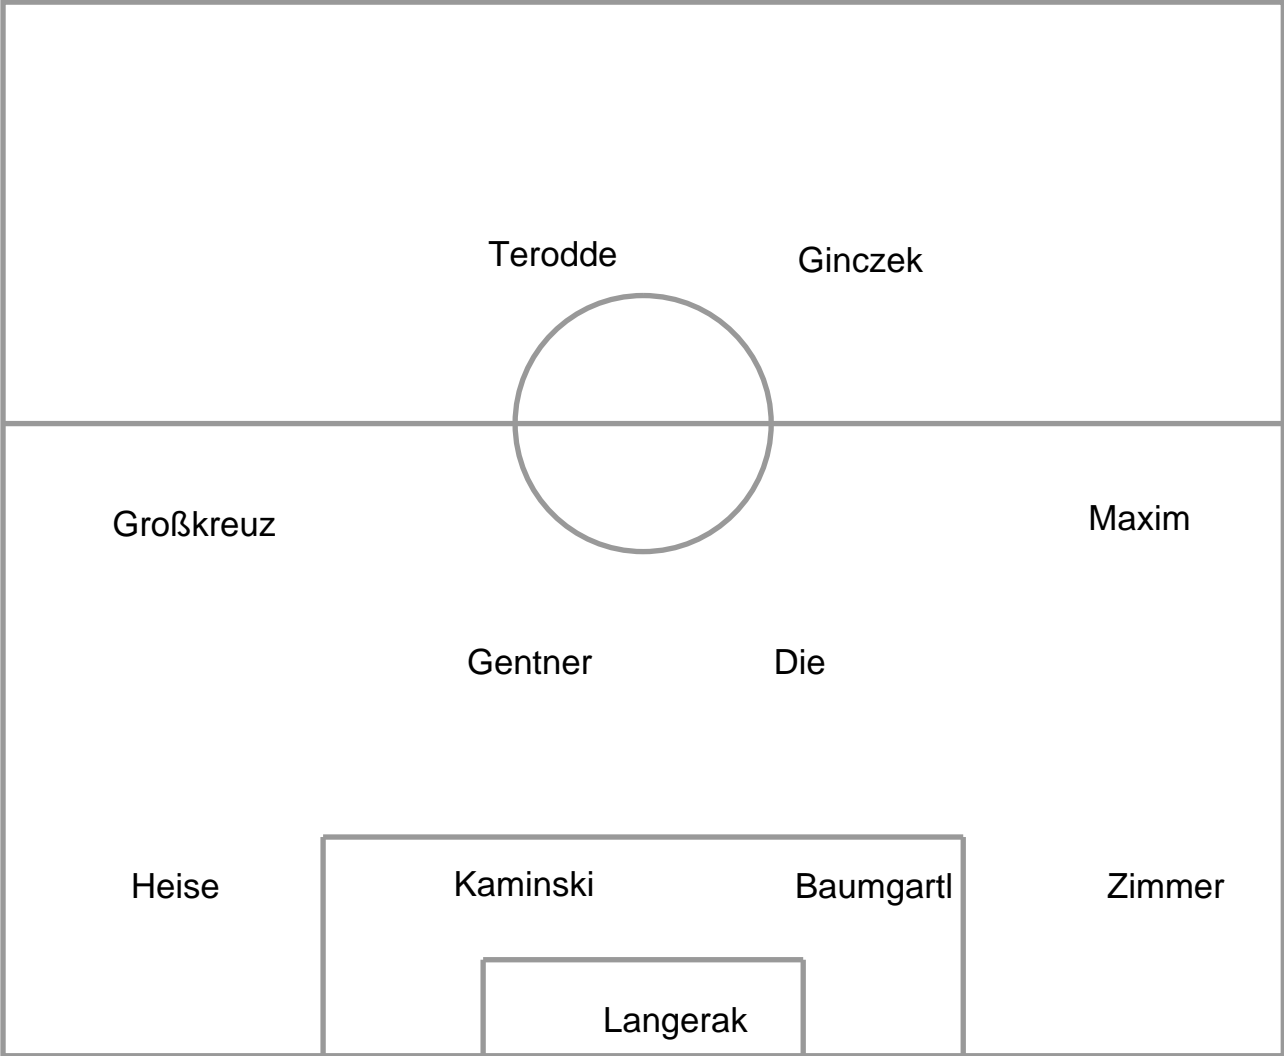 Terodde
Ginczek
Großkreuz
Maxim
Gentner
Die
Heise
Kaminski
Baumgartl
Zimmer
Langerak